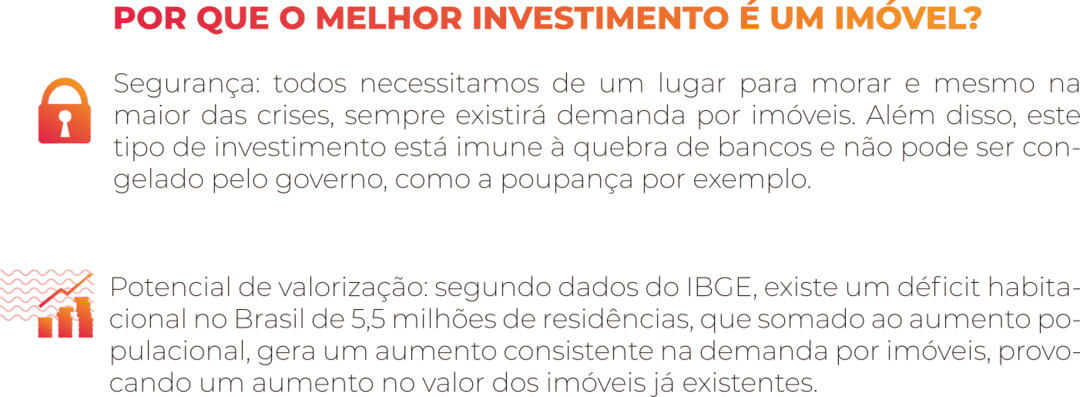 POR QUE O MELHOR INVESTIMENTO É UM IMÓVEL?
Segurança: todos necessitamos de um lugar para morar e mesmo na
maior das crises, sempre existirá demanda por imóveis. Além disso, este
tipo de investimento está imune à quebra de bancos e não pode ser con-
gelado pelo governo, como a poupança por exemplo.
Potencial de valorização: segundo dados do IBGE, existe um déficit habita-
cional no Brasil de 5,5 milhões de residências, que somado ao aumento po-
pulacional, gera um aumento consistente na demanda por imóveis, provo-
cando um aumento no valor dos imóveis já existentes.